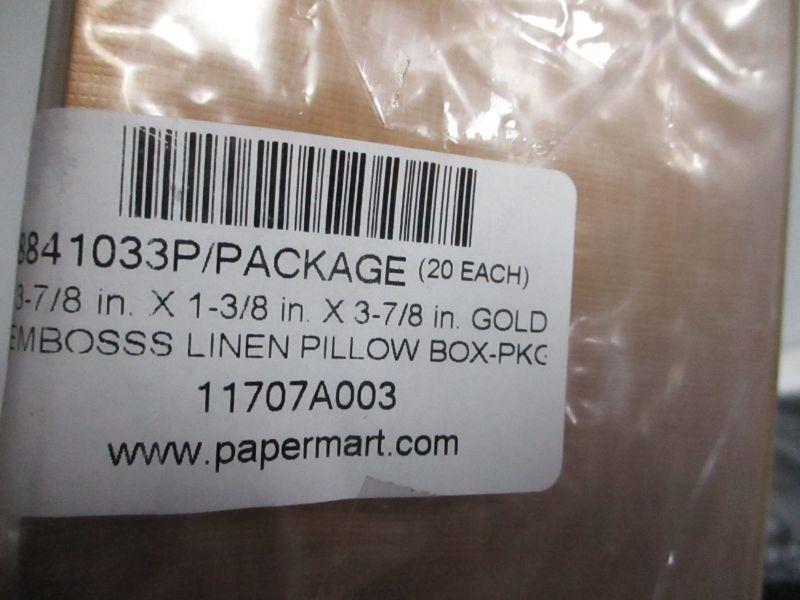 8841033P/PACKAGE (20 EACH)
3-7/8 in. X 1-3/8 in. X 3-7/8 in. GOLD
EMBOSSS LINEN PILLOW BOX-PKG
11707A003
www.papermart.com